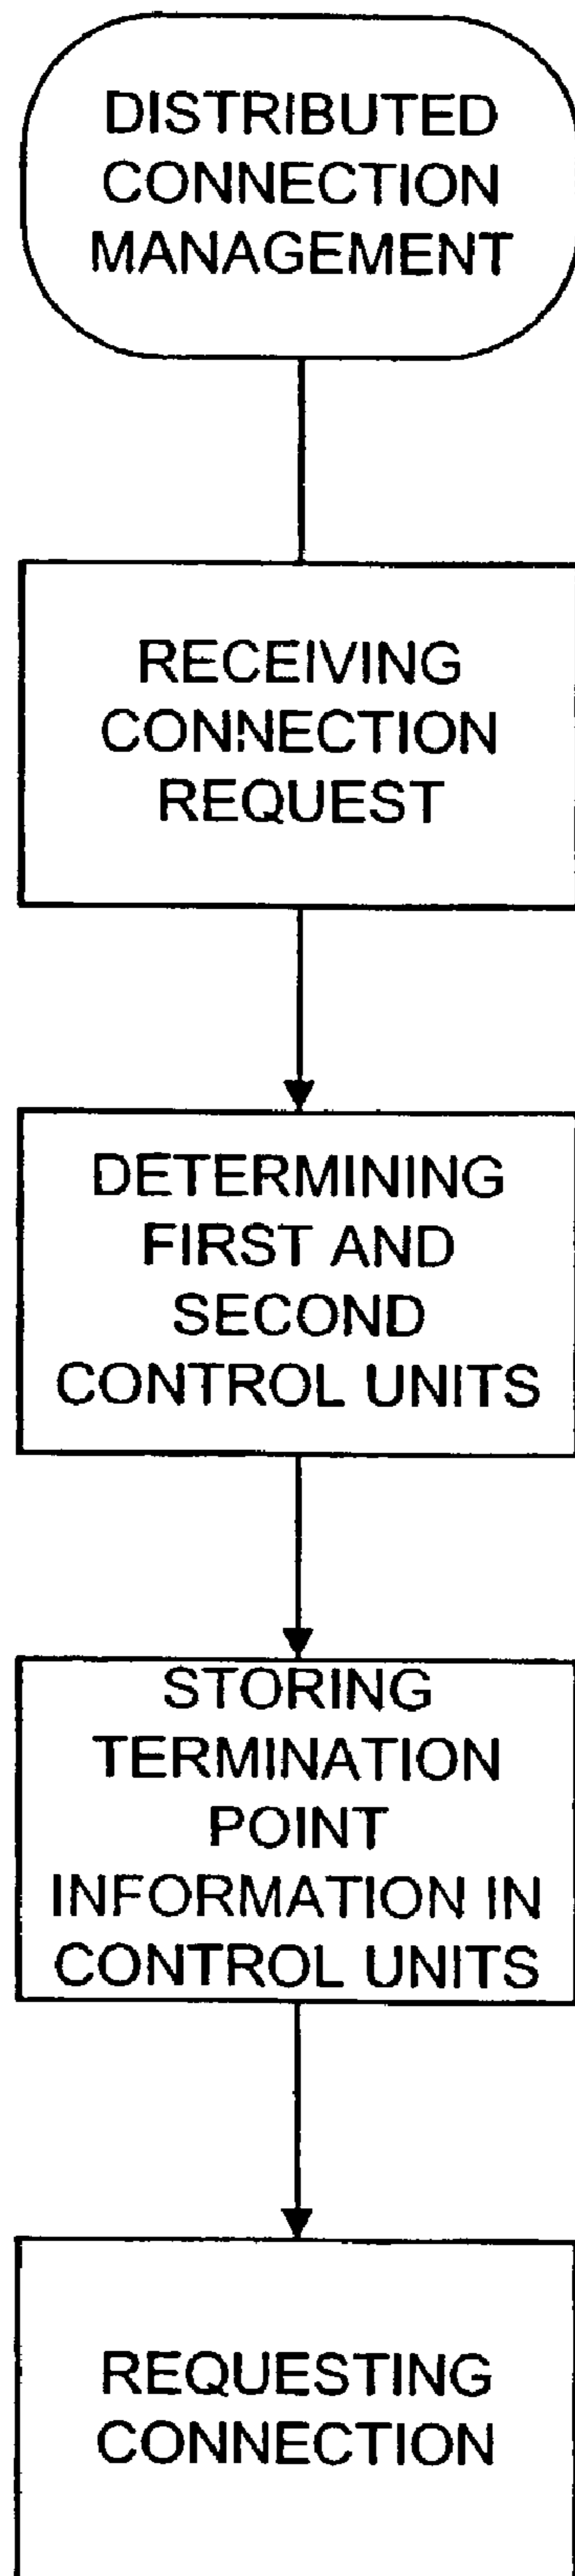 DISTRIBUTED
CONNECTION
MANAGEMENT
RECEIVING
CONNECTION
REQUEST
DETERMINING
FIRST AND
SECOND
CONTROL UNITS
STORING
TERMINATION
POINT
INFORMATION IN
CONTROL UNITS
REQUESTING
CONNECTION